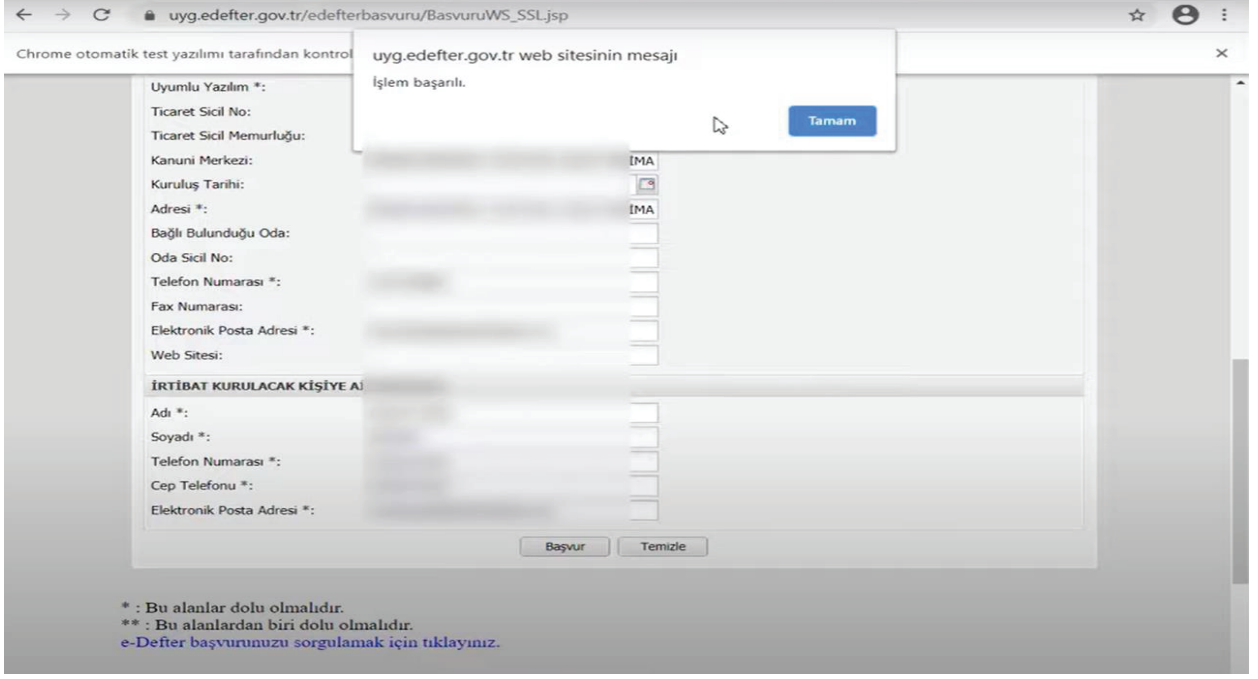 uyg.edefter.gov.tr/edefterbasvuru/BasvuruWS_SSL.jsp
Chrome otomatik test yazılımı tarafından kontrol
uyg.edefter.gov.tr web sitesinin mesajı
İşlem başarılı.
Tamam
Uyumlu Yazılım *:
Ticaret Sicil No:
Ticaret Sicil Memurluğu:
Kanuni Merkezi: IMA
Kuruluş Tarihi:
Adresi *: IMA
Bağlı Bulunduğu Oda:
Oda Sicil No:
Telefon Numarası *:
Fax Numarası:
Elektronik Posta Adresi *:
Web Sitesi:
İRTİBAT KURULACAK KİŞİYE Aİ
Adı *:
Soyadı *:
Telefon Numarası *:
Cep Telefonu *:
Elektronik Posta Adresi *:
Başvur Temizle
* : Bu alanlar dolu olmalıdır.
** : Bu alanlardan biri dolu olmalıdır.
e-Defter başvurunuzu sorgulamak için tıklayınız.